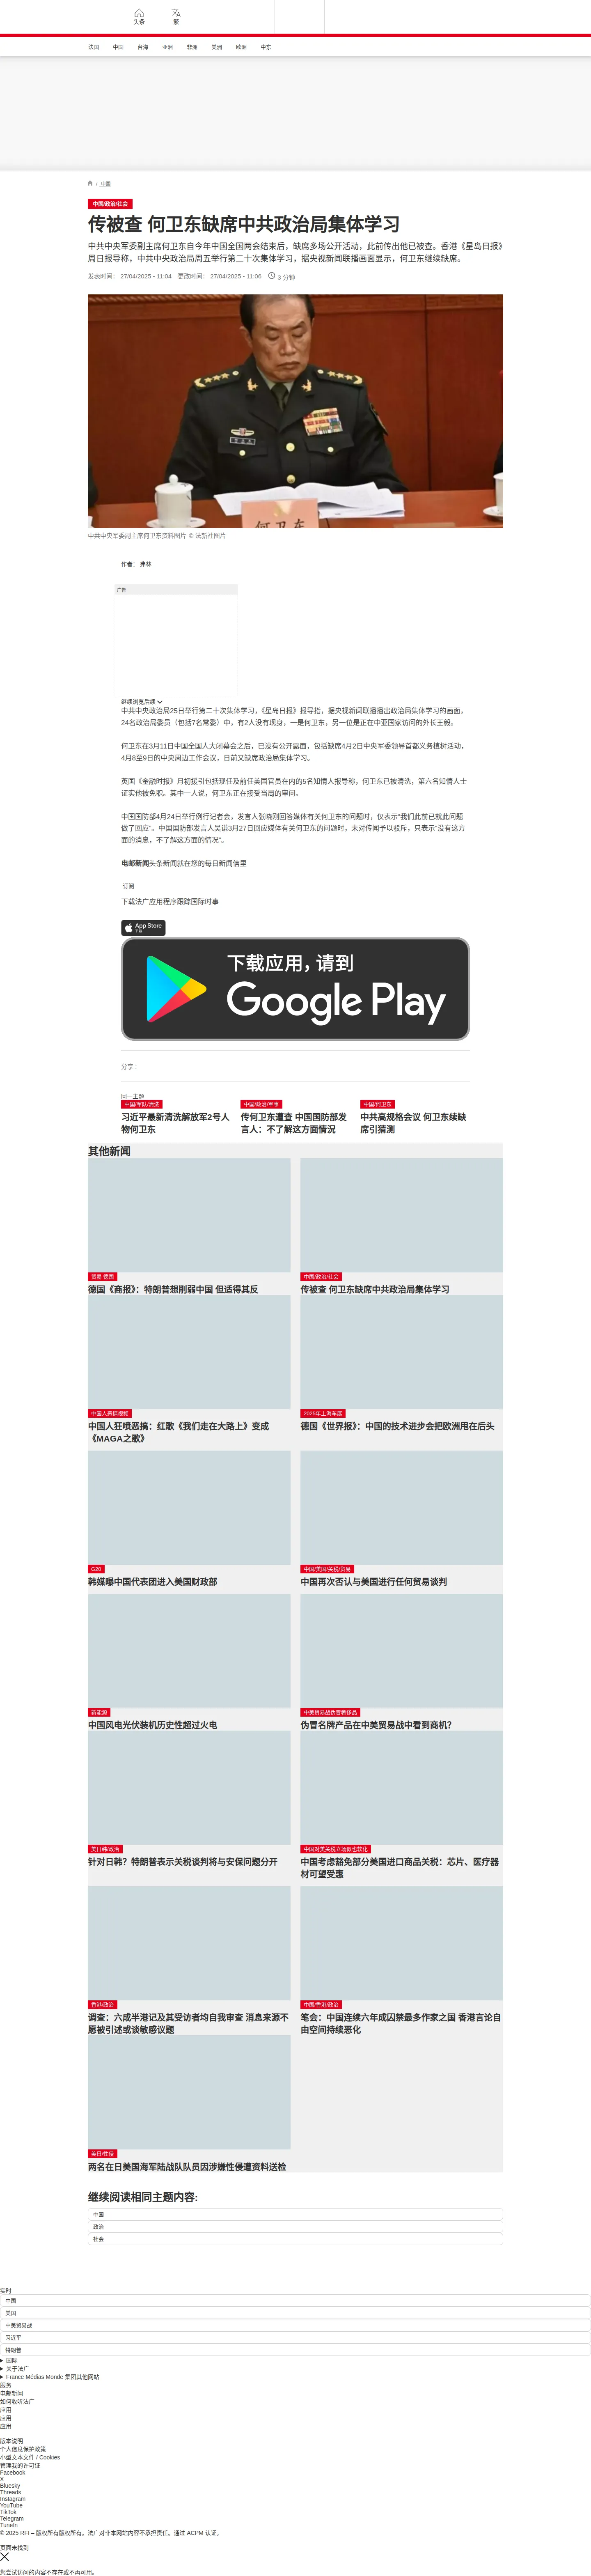 头条
繁
法国
中国
台海
亚洲
非洲
美洲
欧洲
中东
/ 中国
中国/政治/社会
传被查 何卫东缺席中共政治局集体学习
中共中央军委副主席何卫东自今年中国全国两会结束后，缺席多场公开活动，此前传出他已被查。香港《星岛日报》
周日报导称，中共中央政治局周五举行第二十次集体学习，据央视新闻联播画面显示，何卫东继续缺席。
发表时间： 27/04/2025 - 11:04 更改时间： 27/04/2025 - 11:06 3 分钟
何卫东
中共中央军委副主席何卫东资料图片 © 法新社图片
作者： 弗林
广告
继续浏览后续
中共中央政治局25日举行第二十次集体学习，《星岛日报》报导指，据央视新闻联播播出政治局集体学习的画面，
24名政治局委员（包括7名常委）中，有2人没有现身，一是何卫东，另一位是正在中亚国家访问的外长王毅。
何卫东在3月11日中国全国人大闭幕会之后，已没有公开露面，包括缺席4月2日中央军委领导首都义务植树活动，
4月8至9日的中央周边工作会议，日前又缺席政治局集体学习。
英国《金融时报》月初援引包括现任及前任美国官员在内的5名知情人报导称，何卫东已被清洗，第六名知情人士
证实他被免职。其中一人说，何卫东正在接受当局的审问。
中国国防部4月24日举行例行记者会，发言人张晓刚回答媒体有关何卫东的问题时，仅表示“我们此前已就此问题
做了回应”。中国国防部发言人吴谦3月27日回应媒体有关何卫东的问题时，未对传闻予以驳斥，只表示“没有这方
面的消息，不了解这方面的情况”。
电邮新闻头条新闻就在您的每日新闻信里
订阅
下载法广应用程序跟踪国际时事
App Store
下载
下载应用，请到
Google Play
分享 :
同一主题
中国/军队/清洗
习近平最新清洗解放军2号人
物何卫东
中国/政治/军事
传何卫东遭查 中国国防部发
言人：不了解这方面情况
中国/何卫东
中共高规格会议 何卫东续缺
席引猜测
其他新闻
贸易 德国
德国《商报》：特朗普想削弱中国 但适得其反
中国/政治/社会
传被查 何卫东缺席中共政治局集体学习
中国人恶搞视频
中国人狂喷恶搞：红歌《我们走在大路上》变成
《MAGA之歌》
2025年上海车展
德国《世界报》：中国的技术进步会把欧洲甩在后头
G20
韩媒曝中国代表团进入美国财政部
中国/美国/关税/贸易
中国再次否认与美国进行任何贸易谈判
新能源
中国风电光伏装机历史性超过火电
中美贸易战伪冒奢侈品
伪冒名牌产品在中美贸易战中看到商机？
美日韩/政治
针对日韩？特朗普表示关税谈判将与安保问题分开
中国对美关税立场似也软化
中国考虑豁免部分美国进口商品关税：芯片、医疗器
材可望受惠
香港/政治
调查：六成半港记及其受访者均自我审查 消息来源不
愿被引述或谈敏感议题
中国/香港/政治
笔会：中国连续六年成囚禁最多作家之国 香港言论自
由空间持续恶化
美日/性侵
两名在日美国海军陆战队队员因涉嫌性侵遭资料送检
继续阅读相同主题内容:
中国
政治
社会
实时
中国
美国
中美贸易战
习近平
特朗普
国际
关于法广
France Médias Monde 集团其他网站
服务
电邮新闻
如何收听法广
应用
应用
应用
版本说明
个人信息保护政策
小型文本文件 / Cookies
管理我的许可证
Facebook
X
Bluesky
Threads
Instagram
YouTube
TikTok
Telegram
TuneIn
© 2025 RFI – 版权所有版权所有。法广对非本网站内容不承担责任。通过 ACPM 认证。
页面未找到
您尝试访问的内容不存在或不再可用。